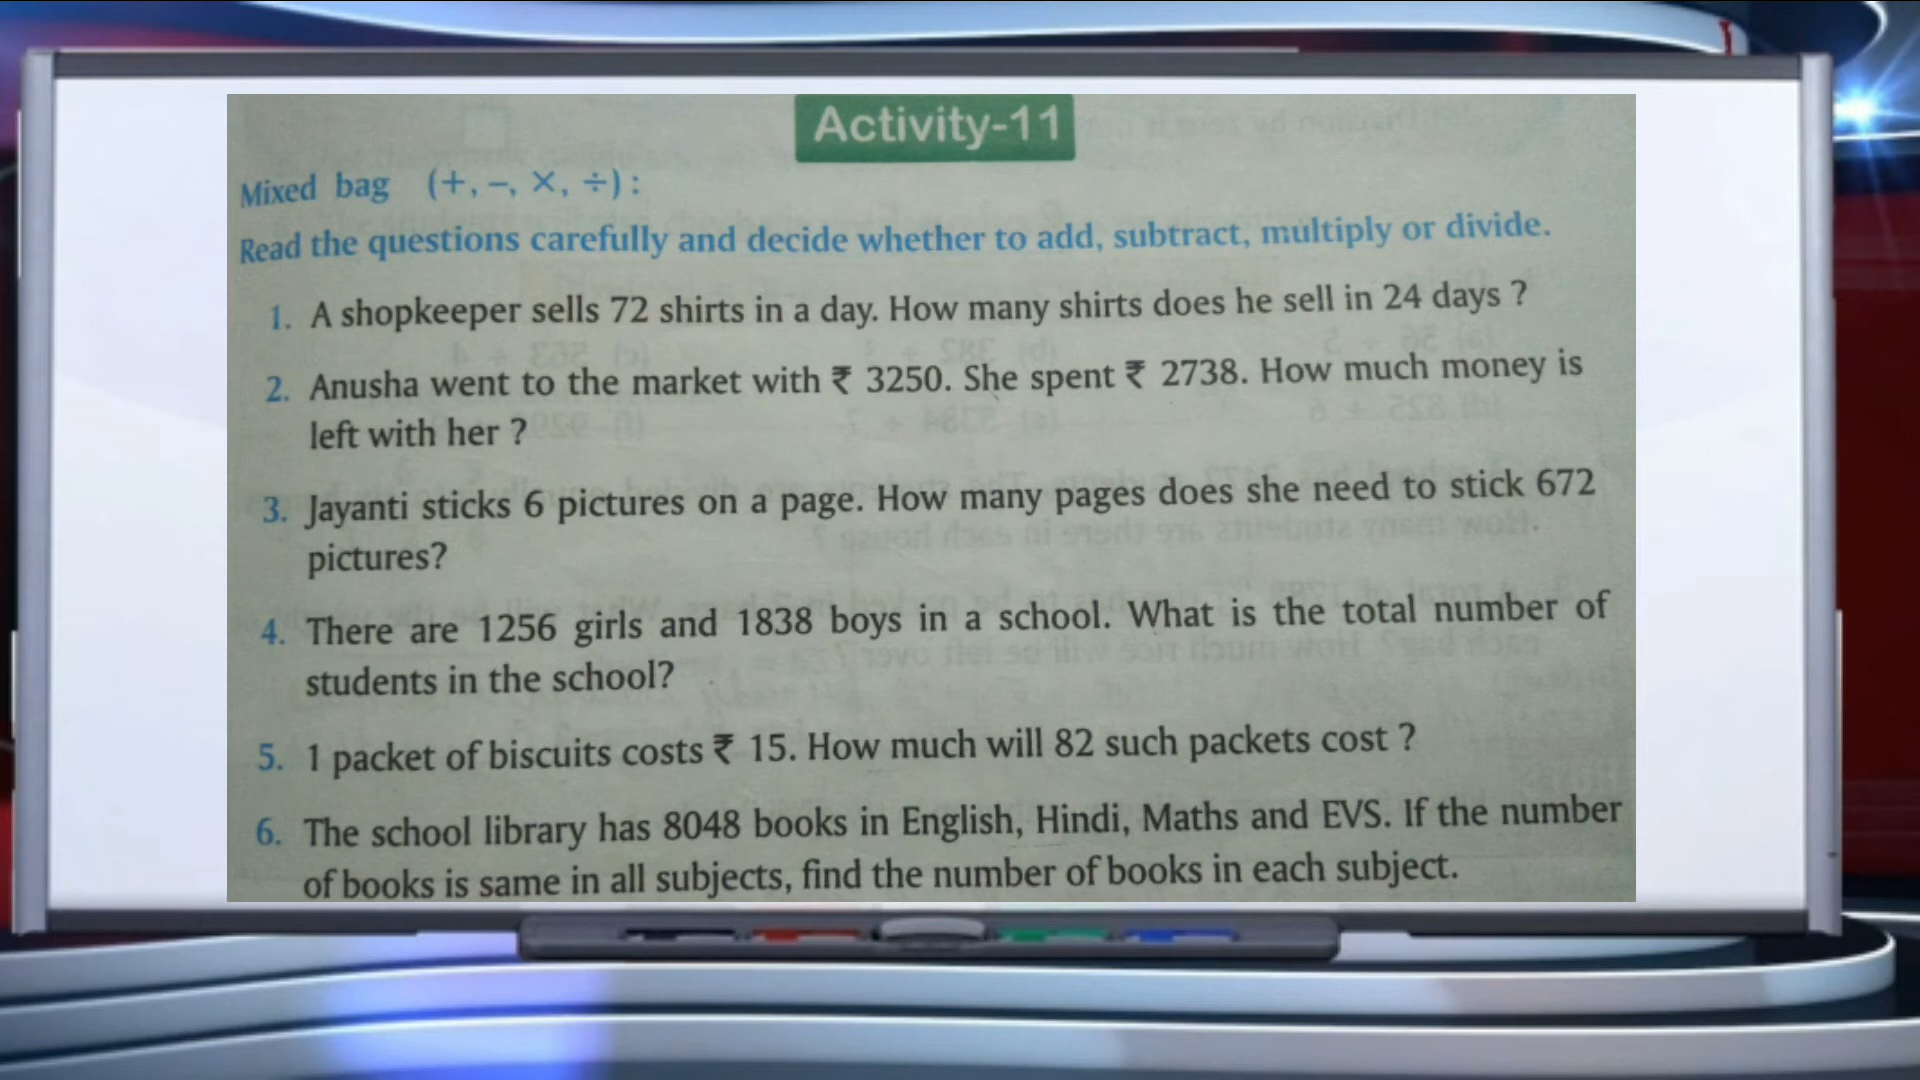 Activity-11
Mixed bag (+, −, ×, ÷) :
Read the questions carefully and decide whether to add, subtract, multiply or divide.
1. A shopkeeper sells 72 shirts in a day. How many shirts does he sell in 24 days ?
2. Anusha went to the market with ₹ 3250. She spent ₹ 2738. How much money is
left with her ?
3. Jayanti sticks 6 pictures on a page. How many pages does she need to stick 672
pictures?
4. There are 1256 girls and 1838 boys in a school. What is the total number of
students in the school?
5. 1 packet of biscuits costs ₹ 15. How much will 82 such packets cost ?
6. The school library has 8048 books in English, Hindi, Maths and EVS. If the number
of books is same in all subjects, find the number of books in each subject.